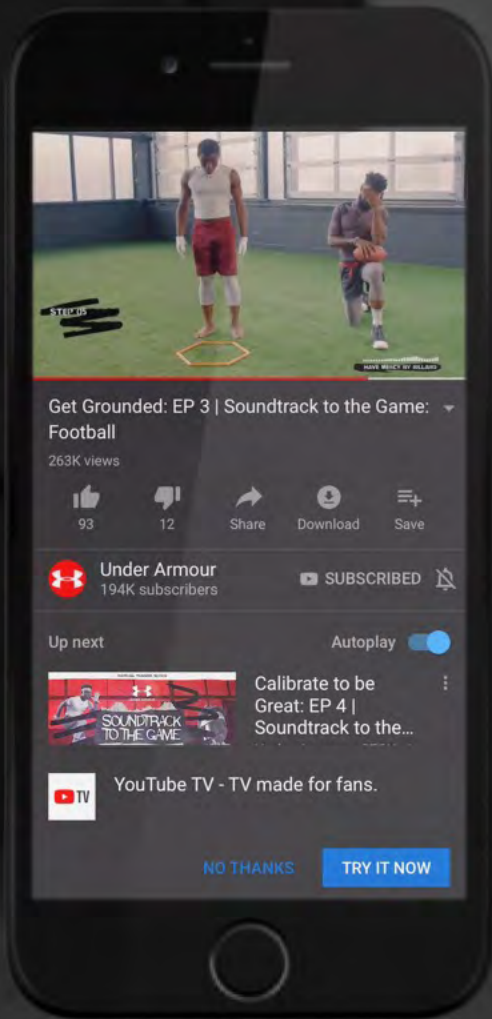 STEP 05
HAVE MERCY BY KILLARG
Get Grounded: EP 3 | Soundtrack to the Game:
Football
263K views
93
12
Share
Download
Save
Under Armour
194K subscribers
SUBSCRIBED
Up next
Autoplay
SOUNDTRACK
TO THE GAME
Calibrate to be
Great: EP 4 |
Soundtrack to the...
TV
YouTube TV - TV made for fans.
NO THANKS
TRY IT NOW